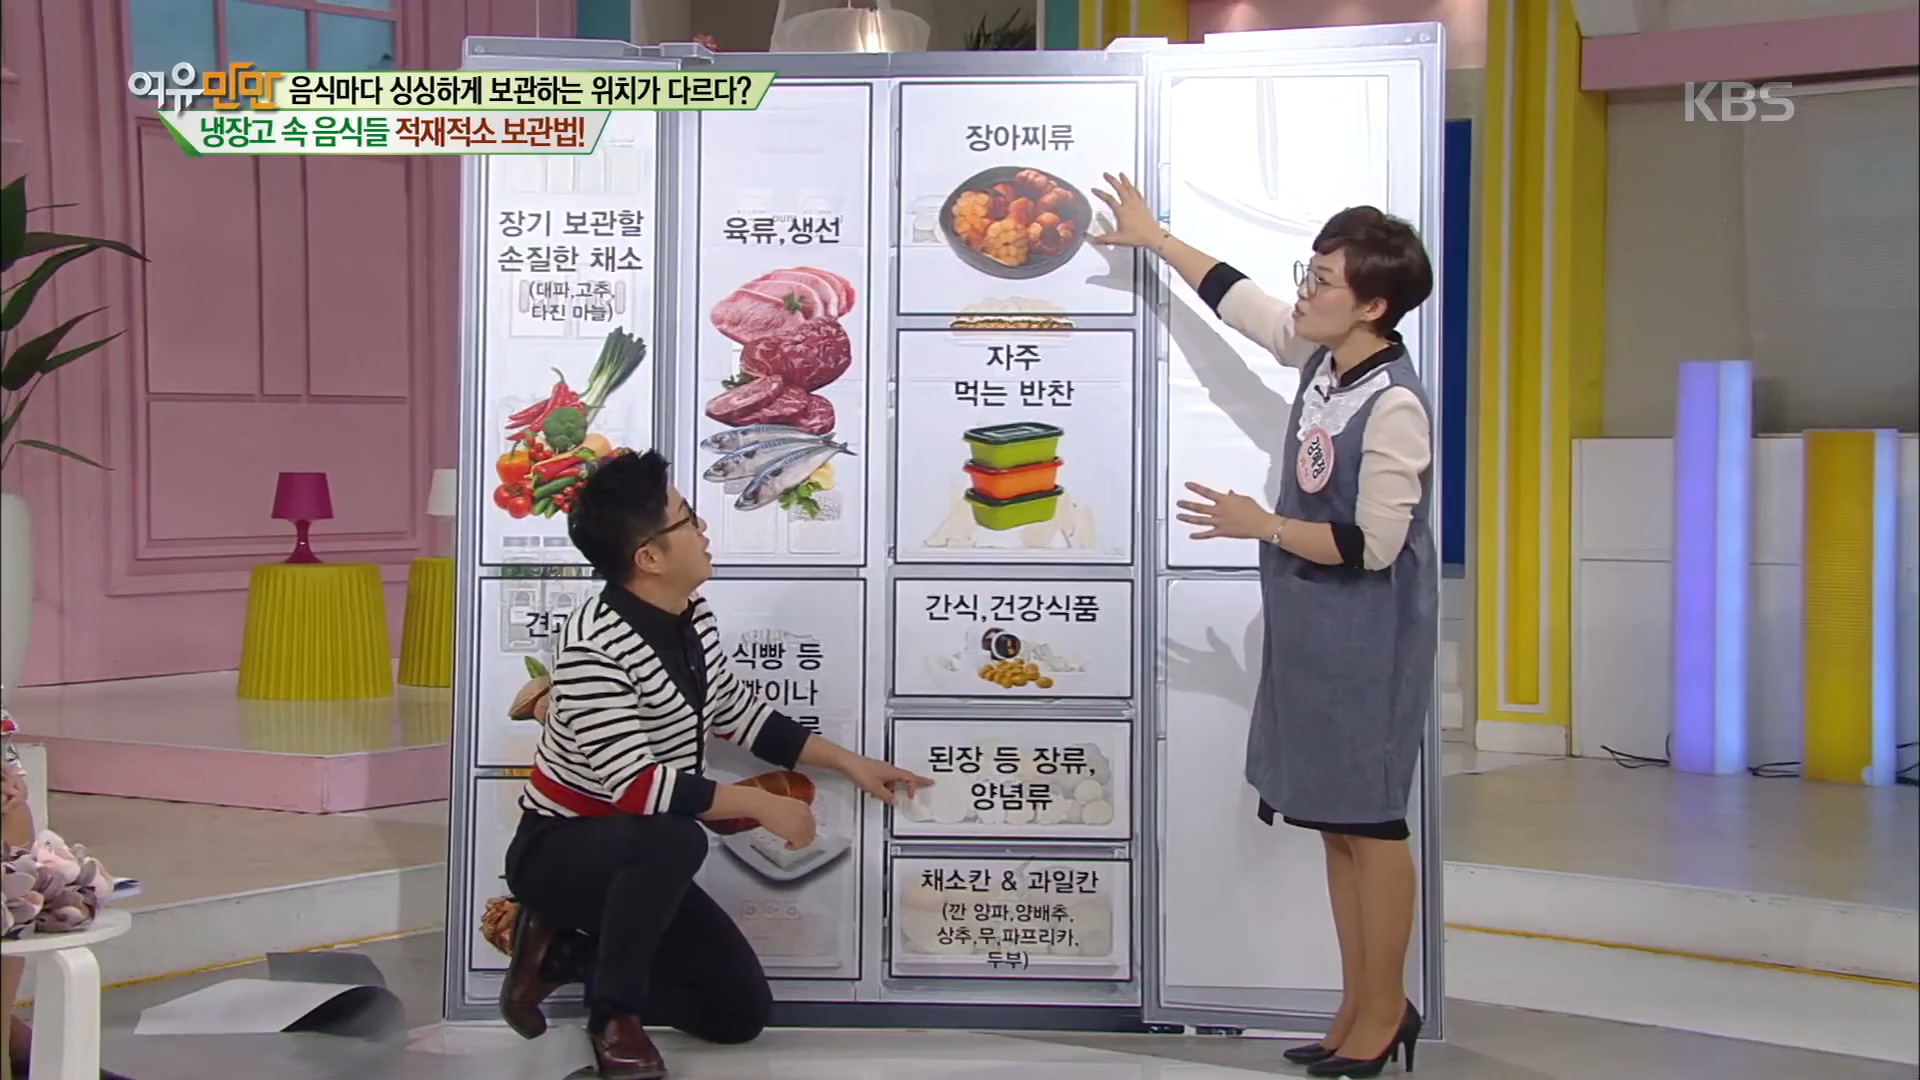 여유만만 음식마다 싱싱하게 보관하는 위치가 다르다?
냉장고 속 음식들 적재적소 보관법!
KBS
장기 보관할
손질한 채소
(대파,고추,
다진 마늘)
육류,생선
장아찌류
자주
먹는 반찬
간식,건강식품
식빵 등
된장 등 장류,
양념류
채소칸 & 과일칸
(깐 양파,양배추,
상추,무,파프리카,
두부)